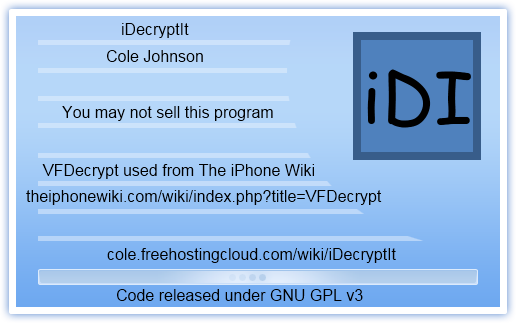 iDecryptIt
Cole Johnson
iDI
You may not sell this program
VFDecrypt used from The iPhone Wiki
theiphonewiki.com/wiki/index.php?title=VFDecrypt
cole.freehostingcloud.com/wiki/iDecryptIt
Code released under GNU GPL v3